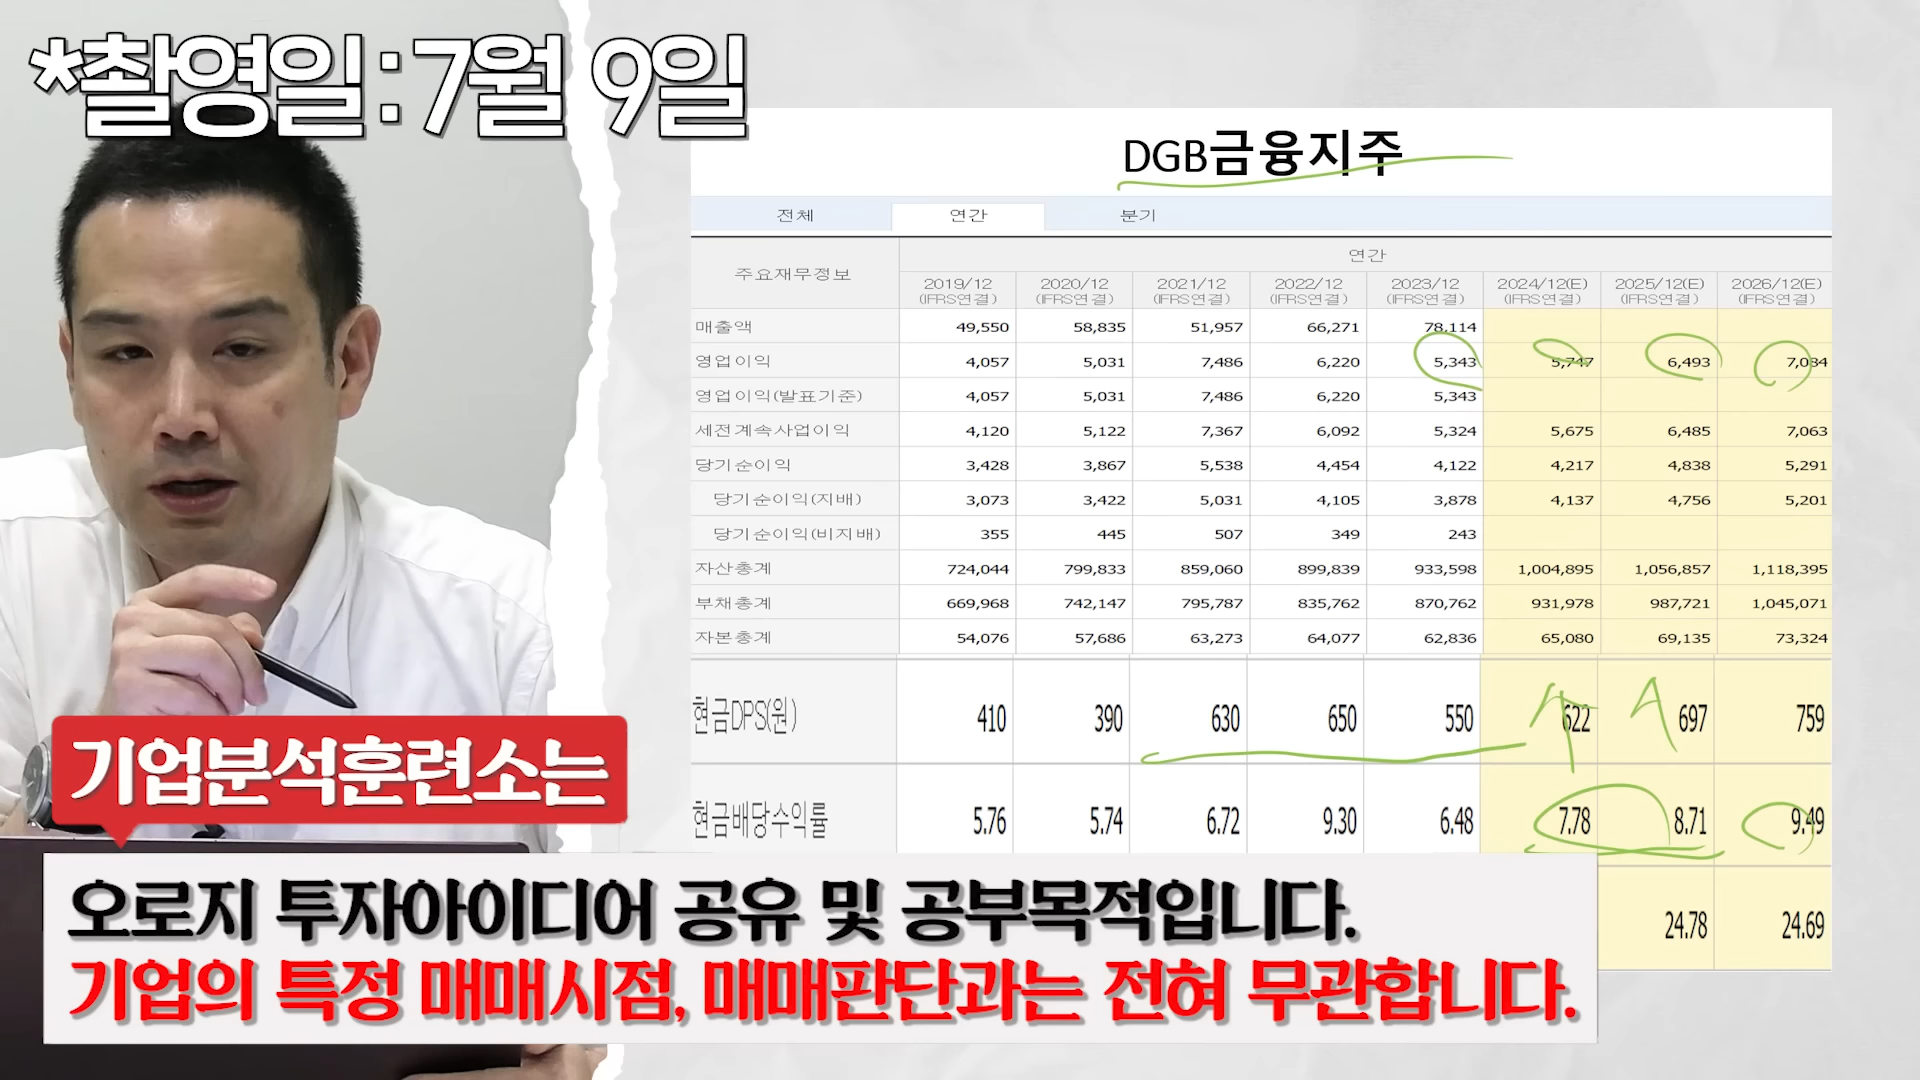 *촬영일:7월 9일
DGB금융지주
전체 연간 분기
주요재무정보 연간
2019/12 2020/12 2021/12 2022/12 2023/12 2024/12(E) 2025/12(E) 2026/12(E)
(IFRS연결) (IFRS연결) (IFRS연결) (IFRS연결) (IFRS연결) (IFRS연결) (IFRS연결) (IFRS연결)
매출액 49,550 58,835 51,957 66,271 78,114
영업이익 4,057 5,031 7,486 6,220 5,343 5,747 6,493 7,084
영업이익(발표기준) 4,057 5,031 7,486 6,220 5,343
세전계속사업이익 4,120 5,122 7,367 6,092 5,324 5,675 6,485 7,063
당기순이익 3,428 3,867 5,538 4,454 4,122 4,217 4,838 5,291
당기순이익(지배) 3,073 3,422 5,031 4,105 3,878 4,137 4,756 5,201
당기순이익(비지배) 355 445 507 349 243
자산총계 724,044 799,833 859,060 899,839 933,598 1,004,895 1,056,857 1,118,395
부채총계 669,968 742,147 795,787 835,762 870,762 931,978 987,721 1,045,071
자본총계 54,076 57,686 63,273 64,077 62,836 65,080 69,135 73,324
현금DPS(원) 410 390 630 650 550 622 697 759
현금배당수익률 5.76 5.74 6.72 9.30 6.48 7.78 8.71 9.49
24.78 24.69
기업분석훈련소는
오로지 투자아이디어 공유 및 공부목적입니다.
기업의 특정 매매시점, 매매판단과는 전혀 무관합니다.